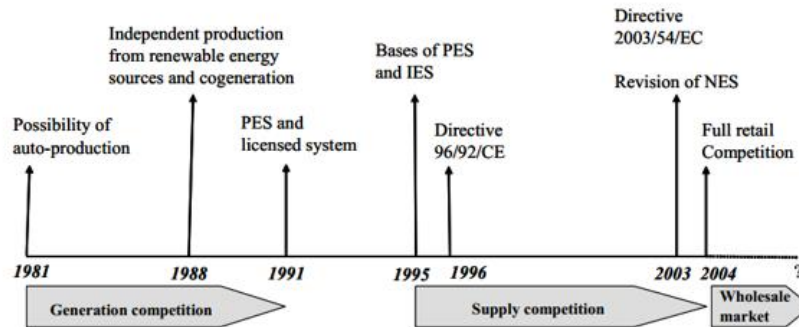 Directive
2003/54/EC
Independent production
from renewable energy
sources and cogeneration
Bases of PES
and IES
Revision of NES
Possibility of
auto-production
PES and
licensed system
Directive
96/92/CE
Full retail
Competition
1981
1988
1991
1995
1996
2003
2004
?
Generation competition
Supply competition
Wholesale
market